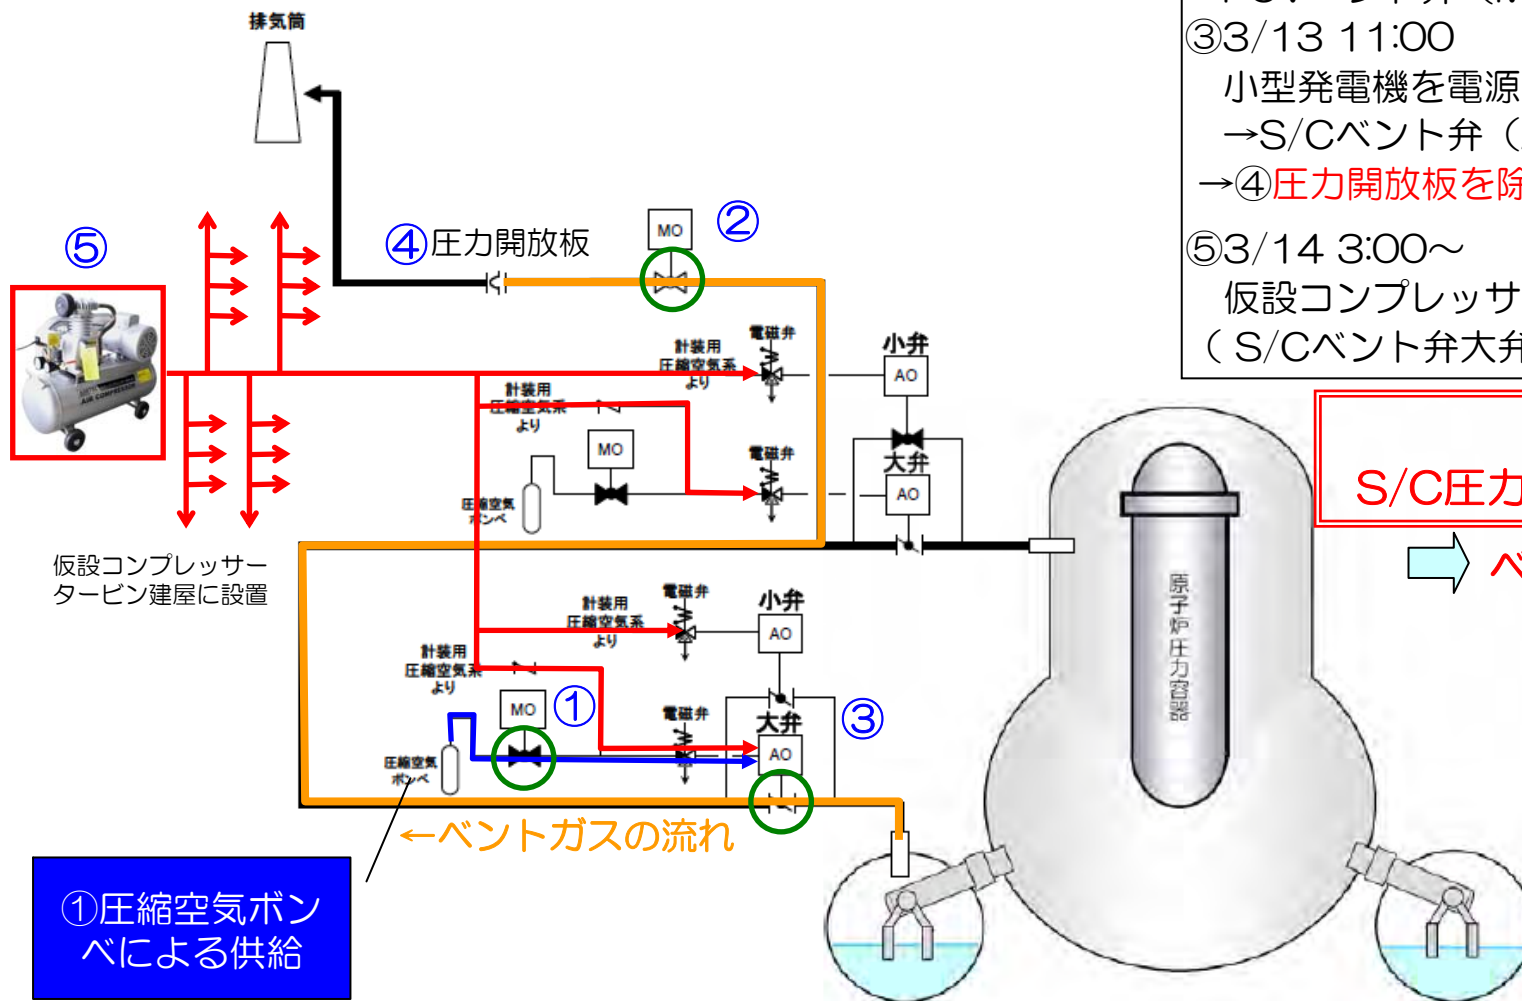 排気筒
③3/13 11:00
小型発電機を電源
→S/Cベント弁（
→④圧力開放板を除
⑤3/14 3:00～
仮設コンプレッサ
（ S/Cベント弁大弁
②
MO
④圧力開放板
⑤
電磁弁
小弁
計装用
圧縮空気系
より
AO
計装用
圧縮空気系
より
MO
電磁弁
大弁
AO
圧縮空気
ボンベ
S/C圧力
ベ
仮設コンプレッサー
タービン建屋に設置
原子炉圧力容器
電磁弁
小弁
計装用
圧縮空気系
より
AO
計装用
圧縮空気系
より
MO
①
電磁弁
大弁
③
AO
圧縮空気
ボンベ
←ベントガスの流れ
①圧縮空気ボン
ベによる供給
AIR COMPRESSOR